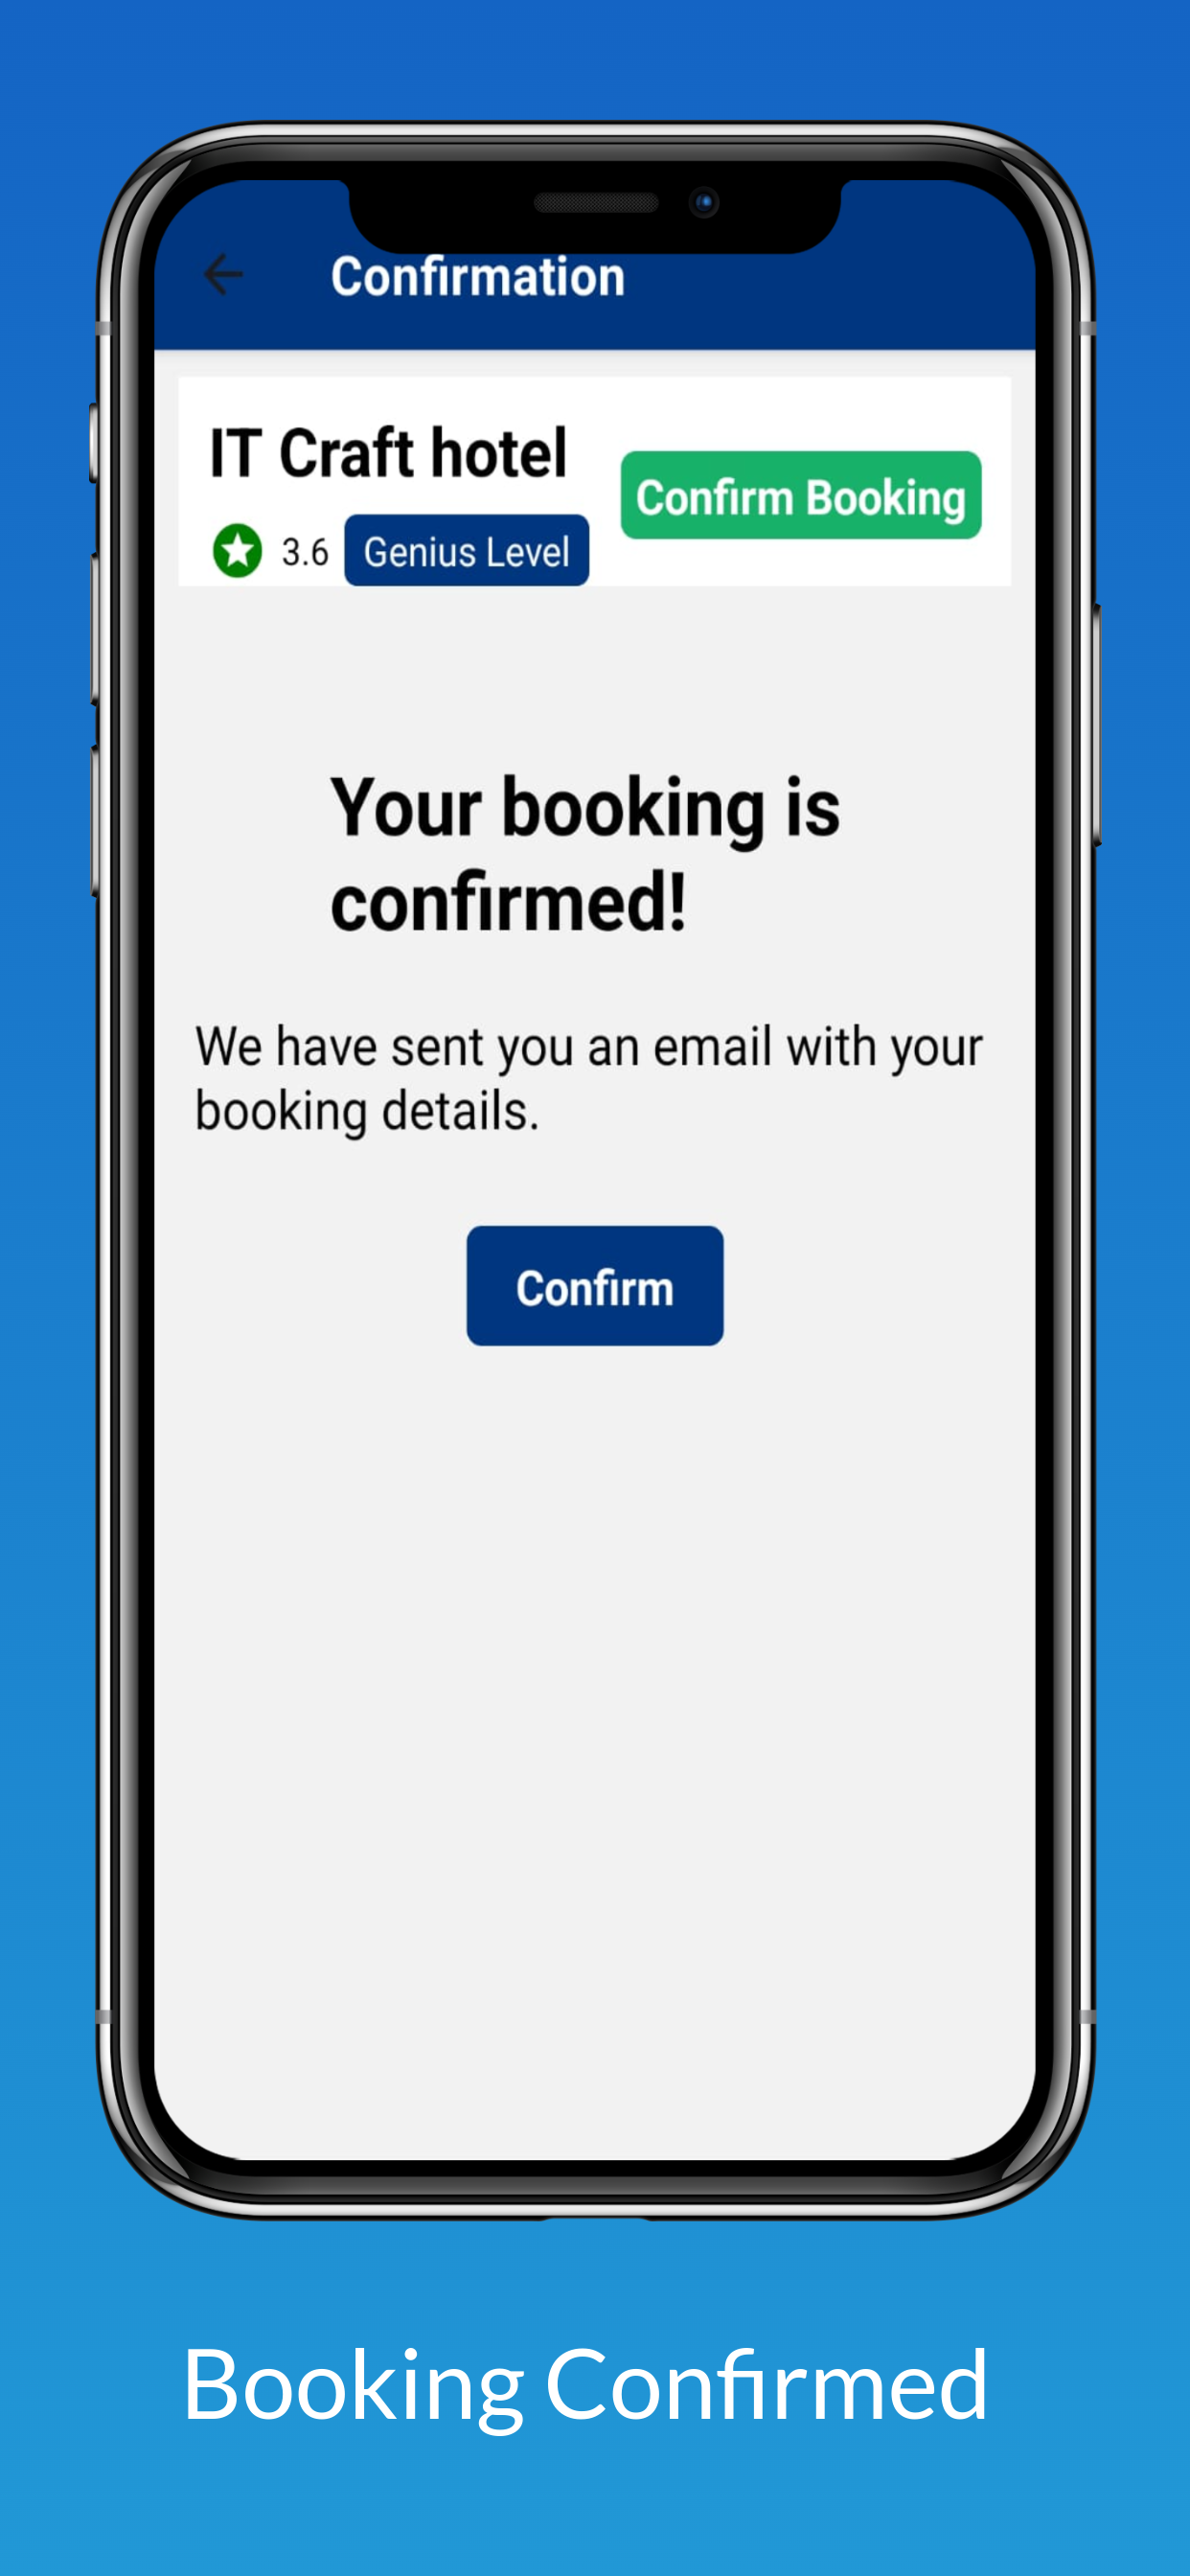 Confirmation
IT Craft hotel
Confirm Booking
3.6
Genius Level
Your booking is
confirmed!
We have sent you an email with your
booking details.
Confirm
Booking Confirmed